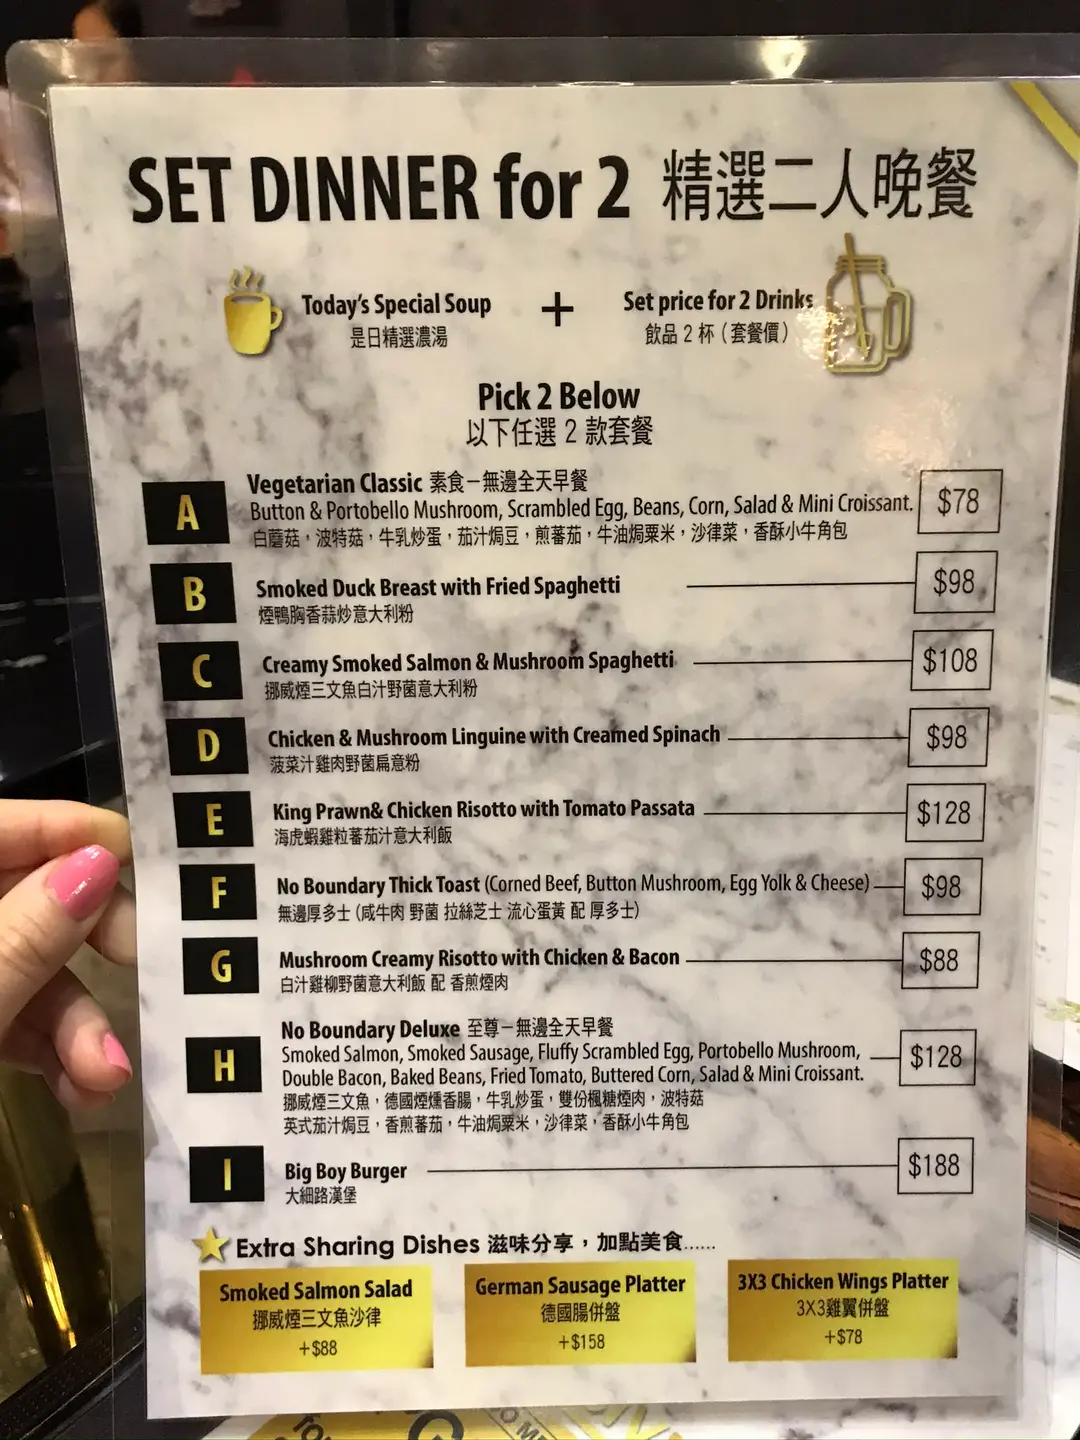 SET DINNER for 2 精選二人晚餐
Today's Special Soup + Set price for 2 Drinks
是日精選濃湯 飲品 2 杯（套餐價）
Pick 2 Below
以下任選 2 款套餐
Vegetarian Classic 素食－無邊全天早餐
A Button & Portobello Mushroom, Scrambled Egg, Beans, Corn, Salad & Mini Croissant. $78
白蘑菇，波特菇，牛乳炒蛋，茄汁焗豆，煎蕃茄，牛油焗粟米，沙律菜，香酥小牛角包
B Smoked Duck Breast with Fried Spaghetti $98
煙鴨胸香蒜炒意大利粉
C Creamy Smoked Salmon & Mushroom Spaghetti $108
挪威煙三文魚白汁野菌意大利粉
D Chicken & Mushroom Linguine with Creamed Spinach $98
菠菜汁雞肉野菌扁意粉
E King Prawn& Chicken Risotto with Tomato Passata $128
海虎蝦雞粒蕃茄汁意大利飯
F No Boundary Thick Toast (Corned Beef, Button Mushroom, Egg Yolk & Cheese) $98
無邊厚多士 (咸牛肉 野菌 拉絲芝士 流心蛋黃 配 厚多士)
G Mushroom Creamy Risotto with Chicken & Bacon $88
白汁雞柳野菌意大利飯 配 香煎煙肉
No Boundary Deluxe 至尊－無邊全天早餐
H Smoked Salmon, Smoked Sausage, Fluffy Scrambled Egg, Portobello Mushroom, $128
Double Bacon, Baked Beans, Fried Tomato, Buttered Corn, Salad & Mini Croissant.
挪威煙三文魚，德國煙燻香腸，牛乳炒蛋，雙份楓糖煙肉，波特菇
英式茄汁焗豆，香煎蕃茄，牛油焗粟米，沙律菜，香酥小牛角包
I Big Boy Burger $188
大細路漢堡
Extra Sharing Dishes 滋味分享，加點美食......
Smoked Salmon Salad
挪威煙三文魚沙律
+$88
German Sausage Platter
德國腸併盤
+$158
3X3 Chicken Wings Platter
3X3雞翼併盤
+$78